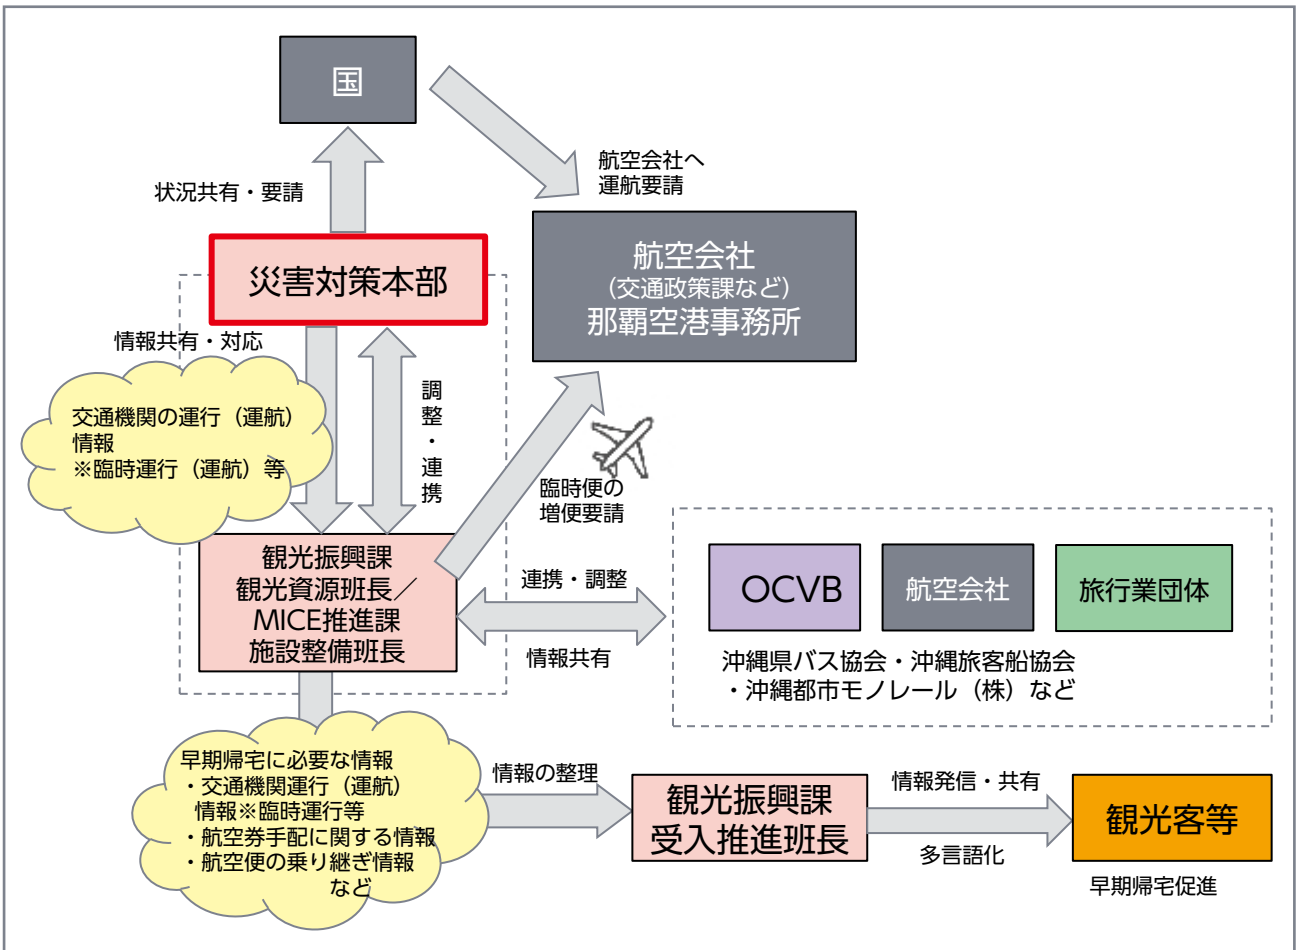 国
航空会社へ
運航要請
状況共有・要請
航空会社
（交通政策課など）
那覇空港事務所
災害対策本部
情報共有・対応
交通機関の運行（運航）
情報
※臨時運行（運航）等
調整・連携
臨時便の
増便要請
観光振興課
観光資源班長／
MICE推進課
施設整備班長
連携・調整
情報共有
OCVB
航空会社
旅行業団体
沖縄県バス協会・沖縄旅客船協会
・沖縄都市モノレール（株）など
早期帰宅に必要な情報
・交通機関運行（運航）
情報※臨時運行等
・航空券手配に関する情報
・航空便の乗り継ぎ情報
など
情報の整理
観光振興課
受入推進班長
情報発信・共有
多言語化
観光客等
早期帰宅促進